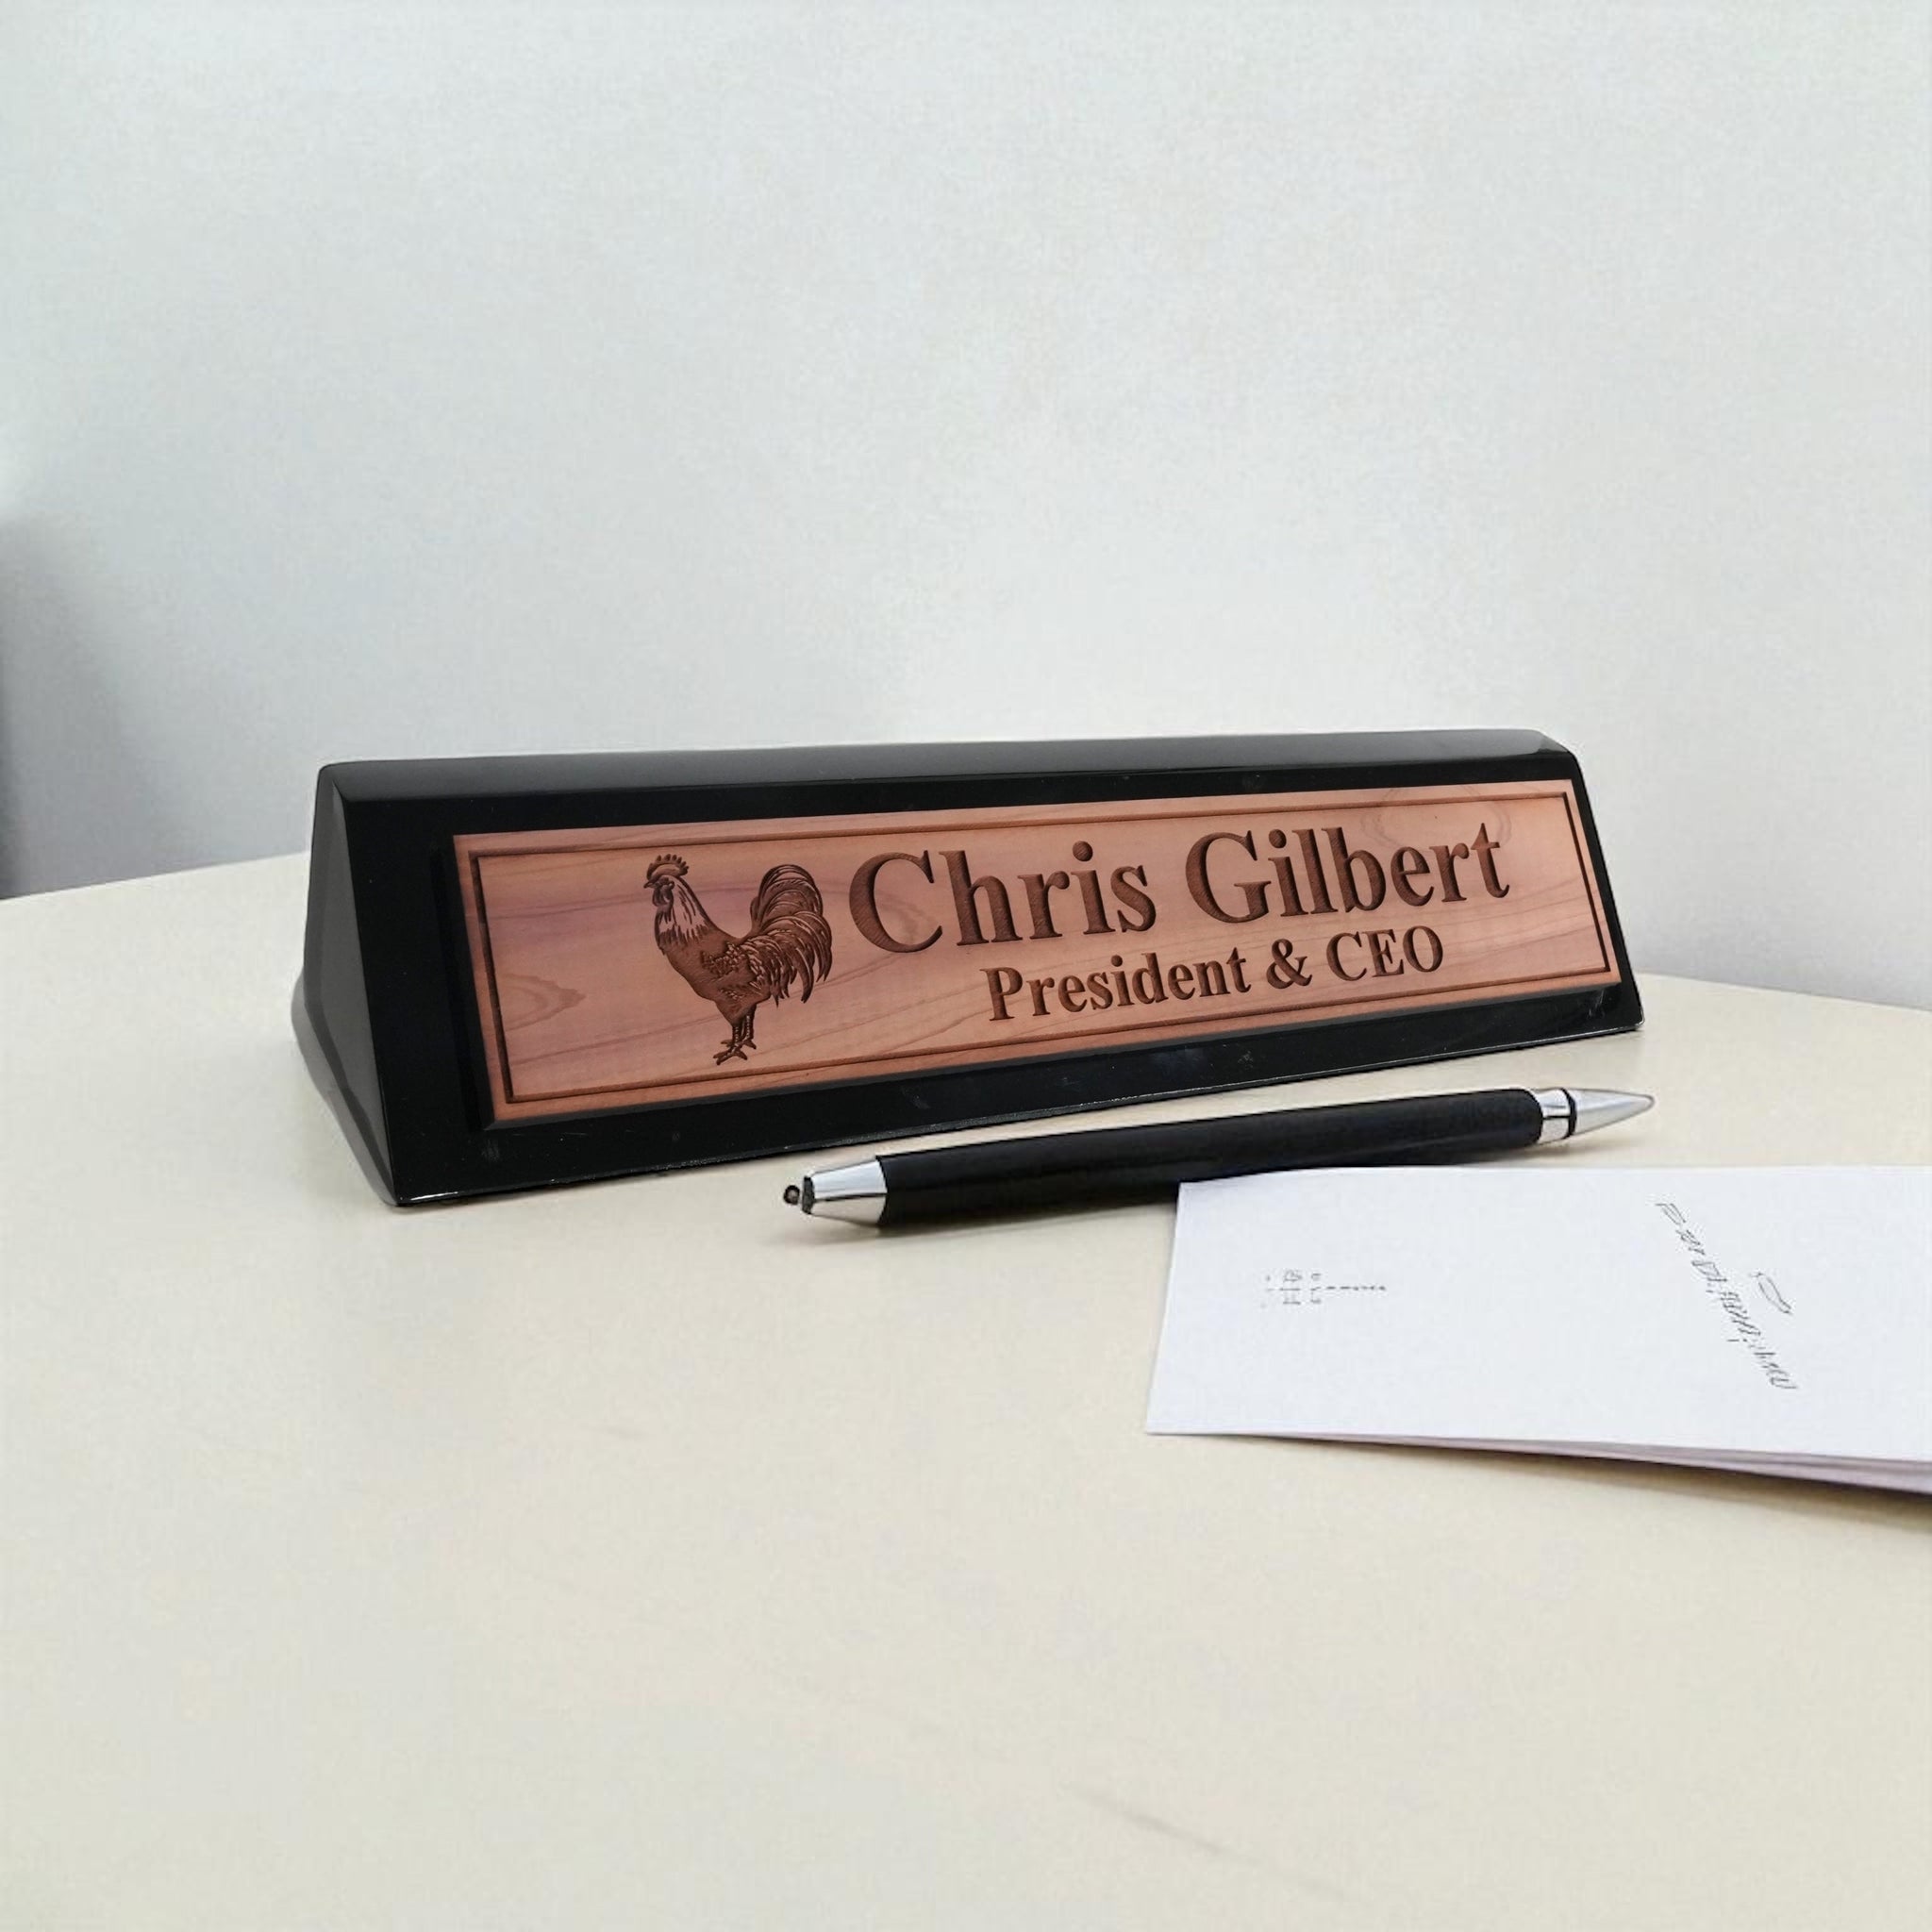 Chris Gilbert
President & CEO